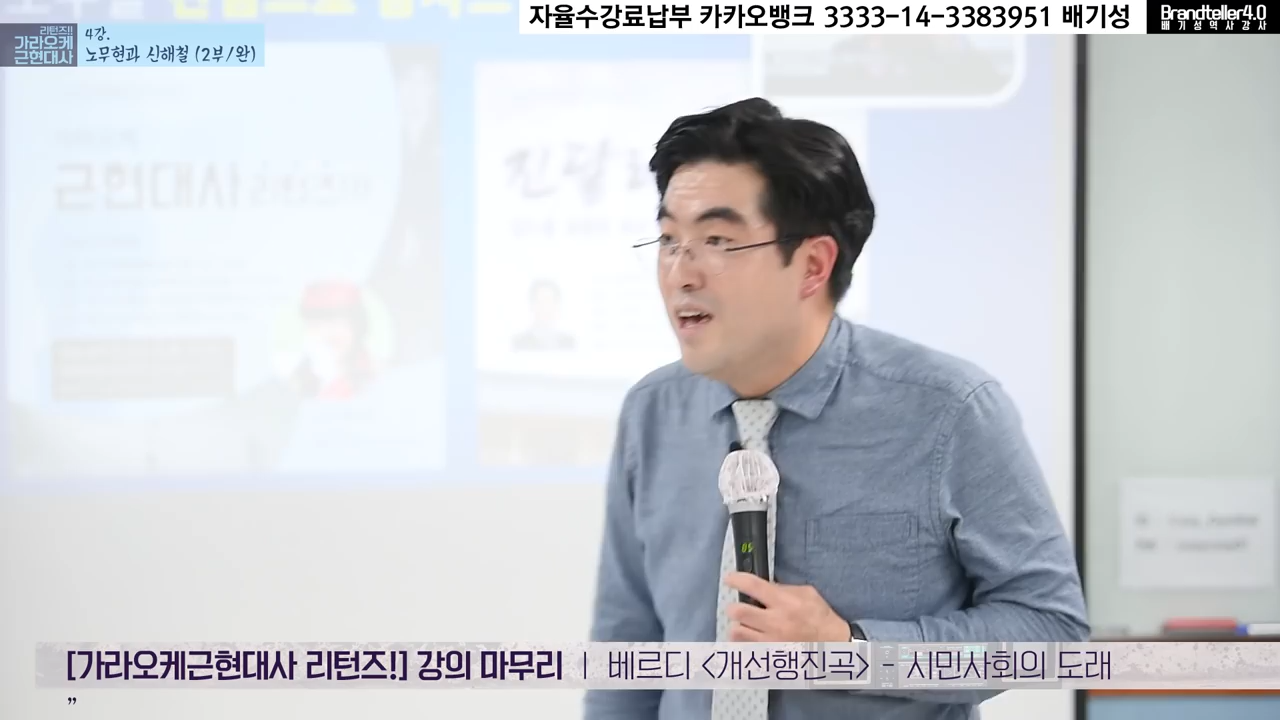 자율수강료납부 카카오뱅크 3333-14-3383951 배기성
Brandteller4.0
배기성역사강사
리턴즈!!
가라오케
근현대사
4강.
노무현과 신해철 (2부/완)
근현대사
[가라오케근현대사 리턴즈!] 강의 마무리 | 베르디 <개선행진곡> - 시민사회의 도래
”